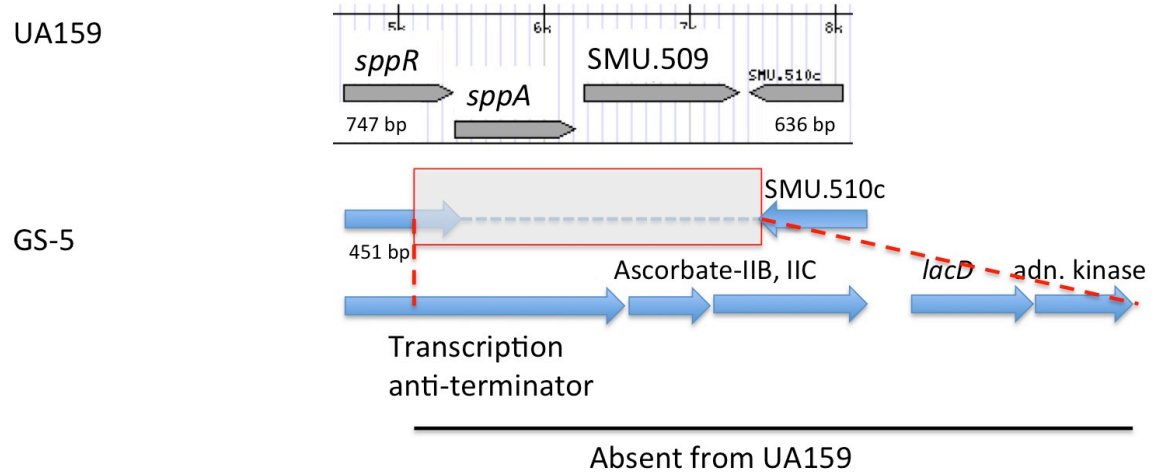 UA159
5k 6k 7k 8k
sppR
SMU.509
SMU.510c
sppA
747 bp
636 bp
SMU.510c
GS-5
451 bp
Ascorbate-IIB, IIC
lacD
adn. kinase
Transcription
anti-terminator
Absent from UA159